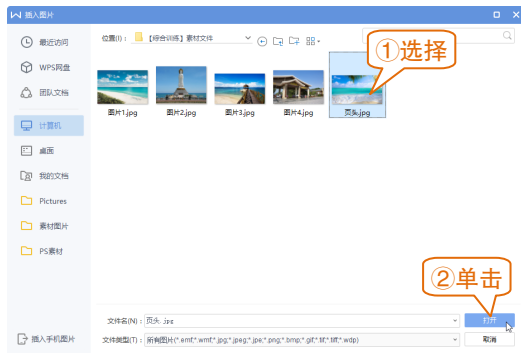 插入图片
最近访问
位置(I)： 【综合训练】素材文件
①选择
WPS网盘
团队文档
图片1.jpg 图片2.jpg 图片3.jpg 图片4.jpg 页头.jpg
计算机
桌面
我的文档
Pictures
素材图片
PS素材
②单击
文件名(N)： 页头.jpg 打开
插入手机图片 文件类型(T)： 所有图片(*.emf;*.wmf;*.jpg;*.jpeg;*.jpe;*.png;*.bmp;*.gif;*.tif;*.tiff;*.wdp) 取消